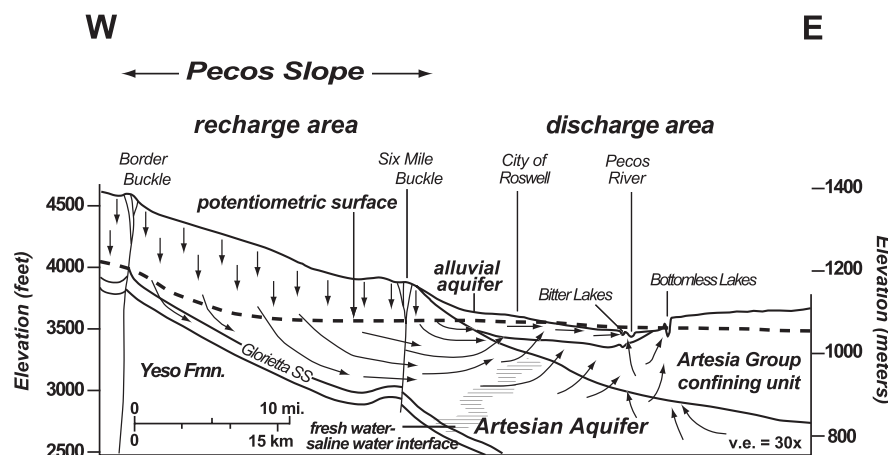 W
E
Pecos Slope
recharge area
discharge area
Border
Buckle
Six Mile
Buckle
City of
Roswell
Pecos
River
potentiometric surface
alluvial
aquifer
Bitter Lakes
Bottomless Lakes
4500
4000
3500
3000
2500
Elevation (feet)
1400
1200
1000
800
Elevation (meters)
Glorietta SS
Yeso Fmn.
Artesia Group
confining unit
Artesian Aquifer
0 10 mi.
0 15 km
fresh water-
saline water interface
v.e. = 30x